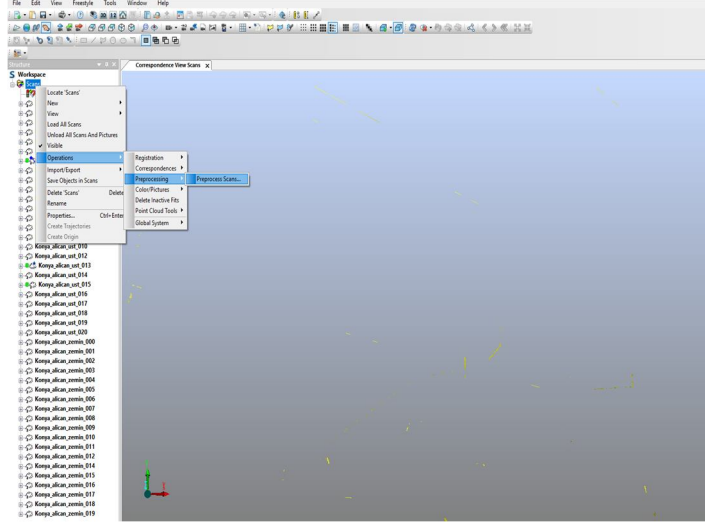 File Edit View Freestyle Tools Window Help
Structure
Correspondence View Scans x
Workspace
Scans
Locate 'Scans'
New
View
Load All Scans
Unload All Scans And Pictures
Visible
Operations
Import/Export
Save Objects in Scans
Delete 'Scans' Delete
Rename
Properties... Ctrl+Enter
Create Trajectories
Create Origin
Registration
Correspondences
Preprocessing
Color/Pictures
Delete Inactive Fits
Point Cloud Tools
Global System
Preprocess Scans...
Konya_alican_ust_010
Konya_alican_ust_012
Konya_alican_ust_013
Konya_alican_ust_014
Konya_alican_ust_015
Konya_alican_ust_016
Konya_alican_ust_017
Konya_alican_ust_018
Konya_alican_ust_019
Konya_alican_ust_020
Konya_alican_zemin_000
Konya_alican_zemin_001
Konya_alican_zemin_002
Konya_alican_zemin_003
Konya_alican_zemin_004
Konya_alican_zemin_005
Konya_alican_zemin_006
Konya_alican_zemin_007
Konya_alican_zemin_008
Konya_alican_zemin_009
Konya_alican_zemin_010
Konya_alican_zemin_011
Konya_alican_zemin_012
Konya_alican_zemin_014
Konya_alican_zemin_015
Konya_alican_zemin_016
Konya_alican_zemin_017
Konya_alican_zemin_018
Konya_alican_zemin_019